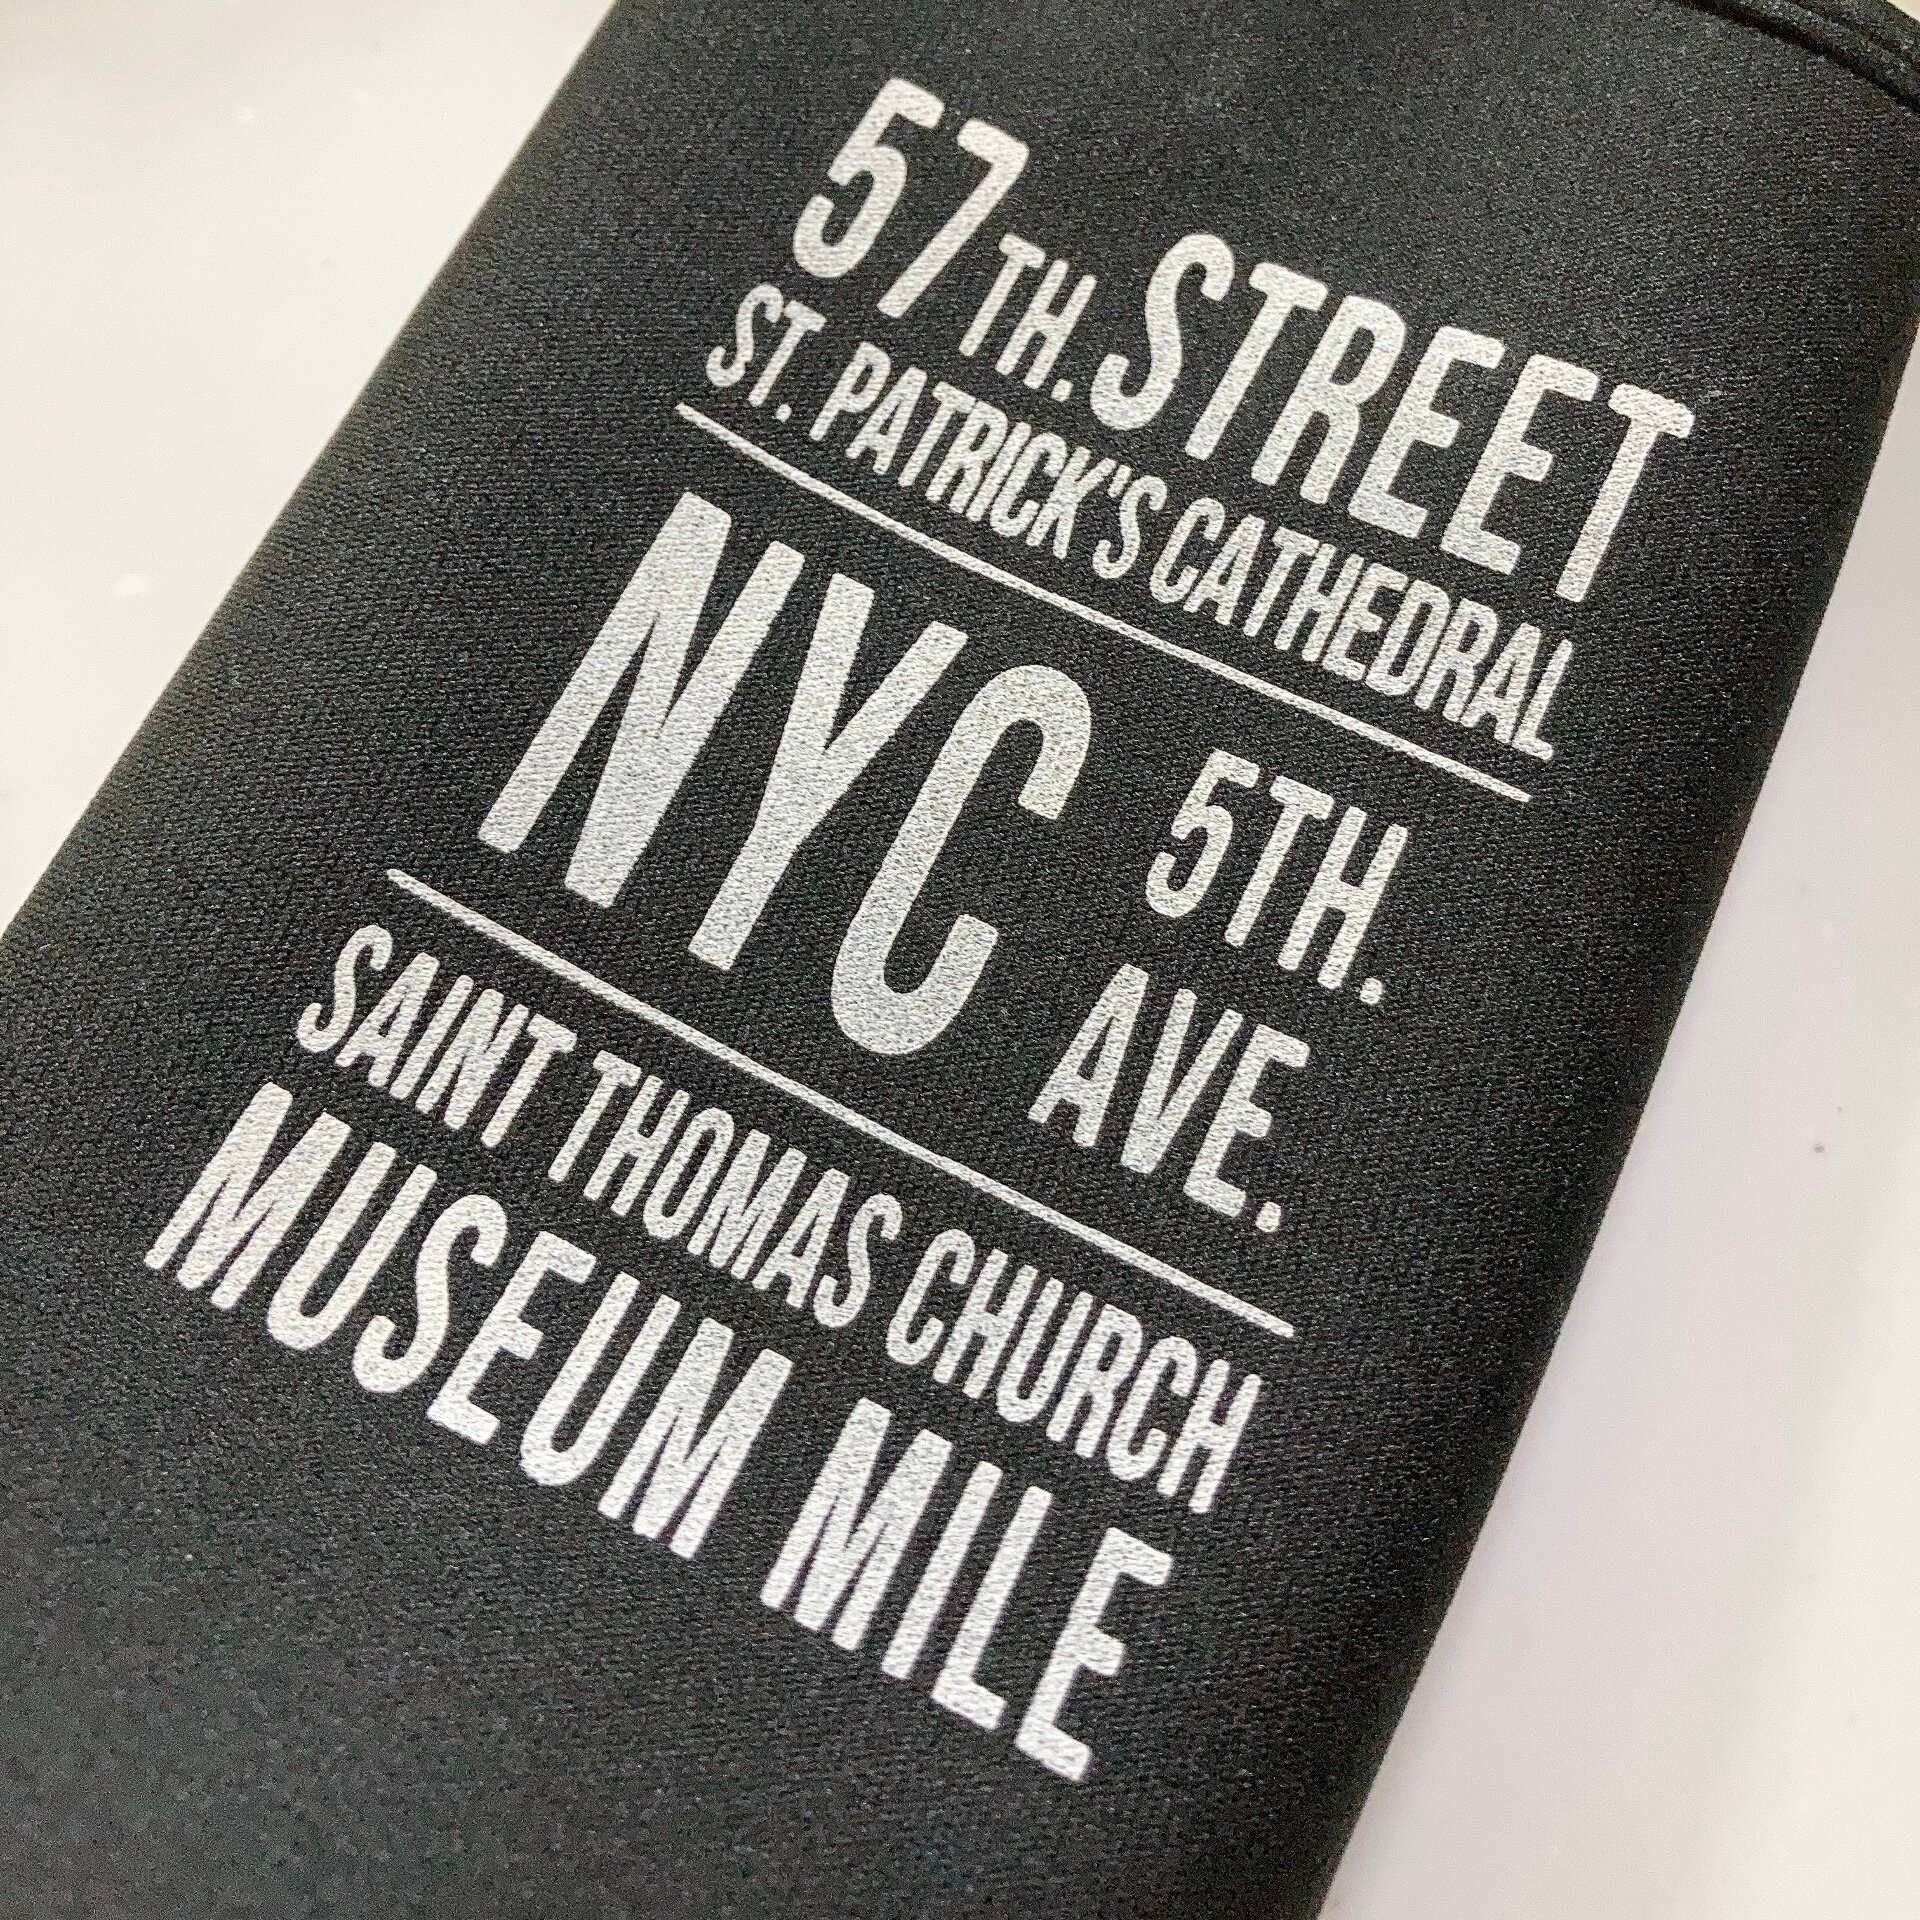 57TH. STREET
ST. PATRICK'S CATHEDRAL
NYC 5TH. AVE.
SAINT THOMAS CHURCH
MUSEUM MILE